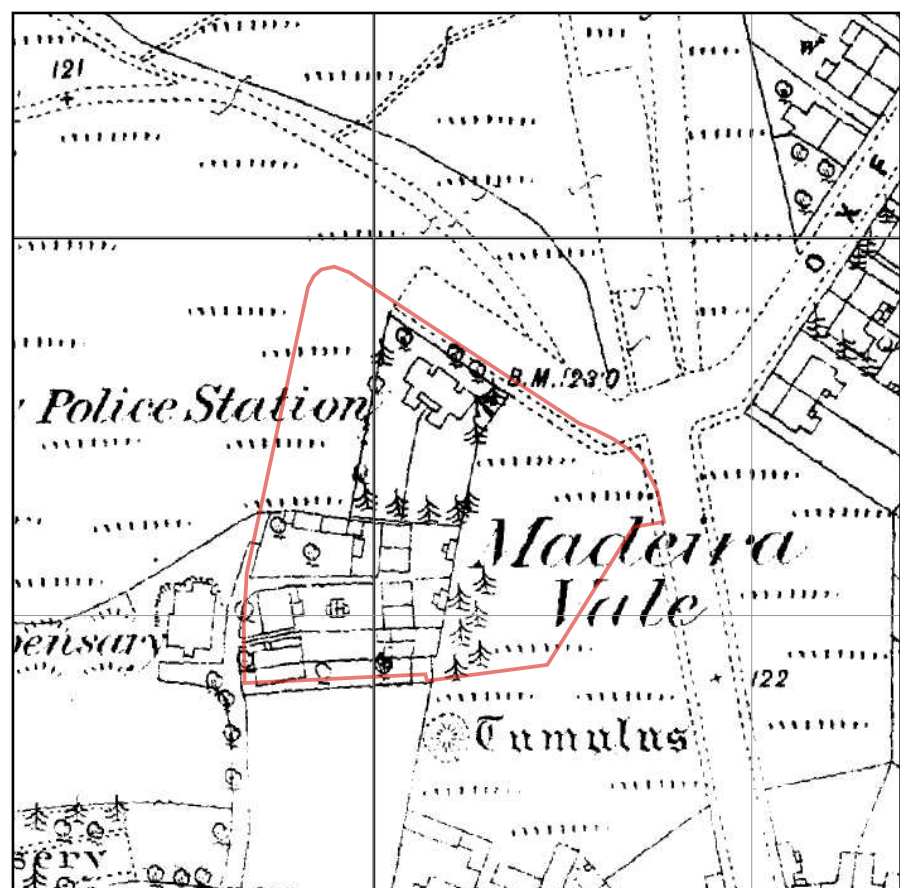 121
O X F
B.M. 123.0
Police Station
Madeira
Vale
pensary
122
Tumulus
sery